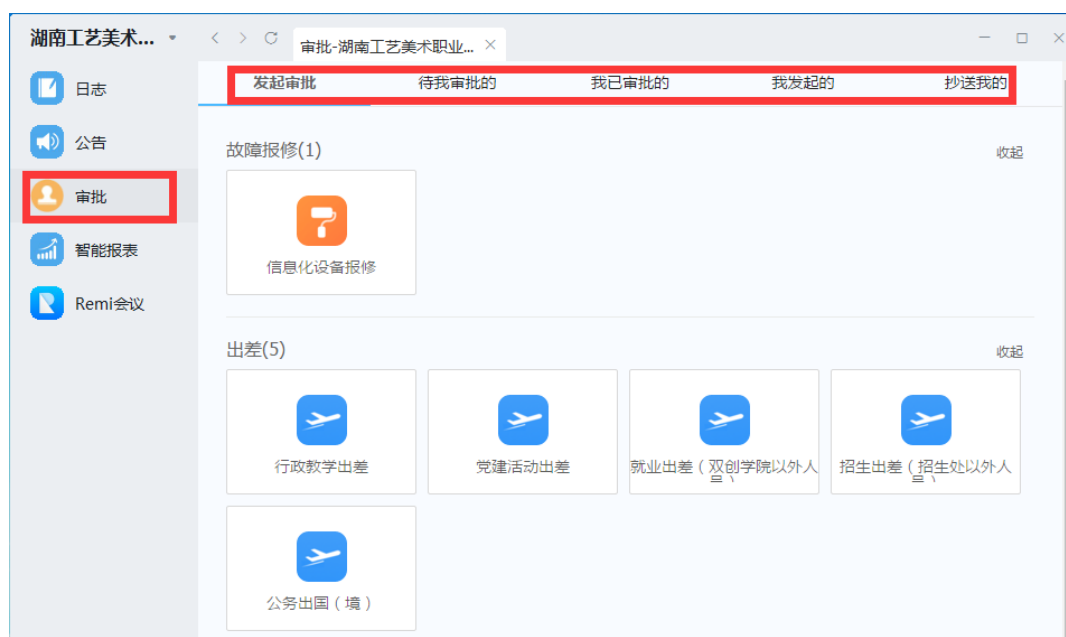 湖南工艺美术...
审批-湖南工艺美术职业...
日志
公告
审批
智能报表
Remi会议
发起审批
待我审批的
我已审批的
我发起的
抄送我的
故障报修(1)
收起
信息化设备报修
出差(5)
收起
行政教学出差
党建活动出差
就业出差（双创学院以外人
招生出差（招生处以外人
公务出国（境）